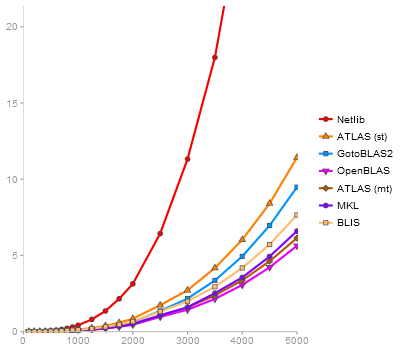 20
15
10
5
0
0 1000 2000 3000 4000 5000
Netlib
ATLAS (st)
GotoBLAS2
OpenBLAS
ATLAS (mt)
MKL
BLIS